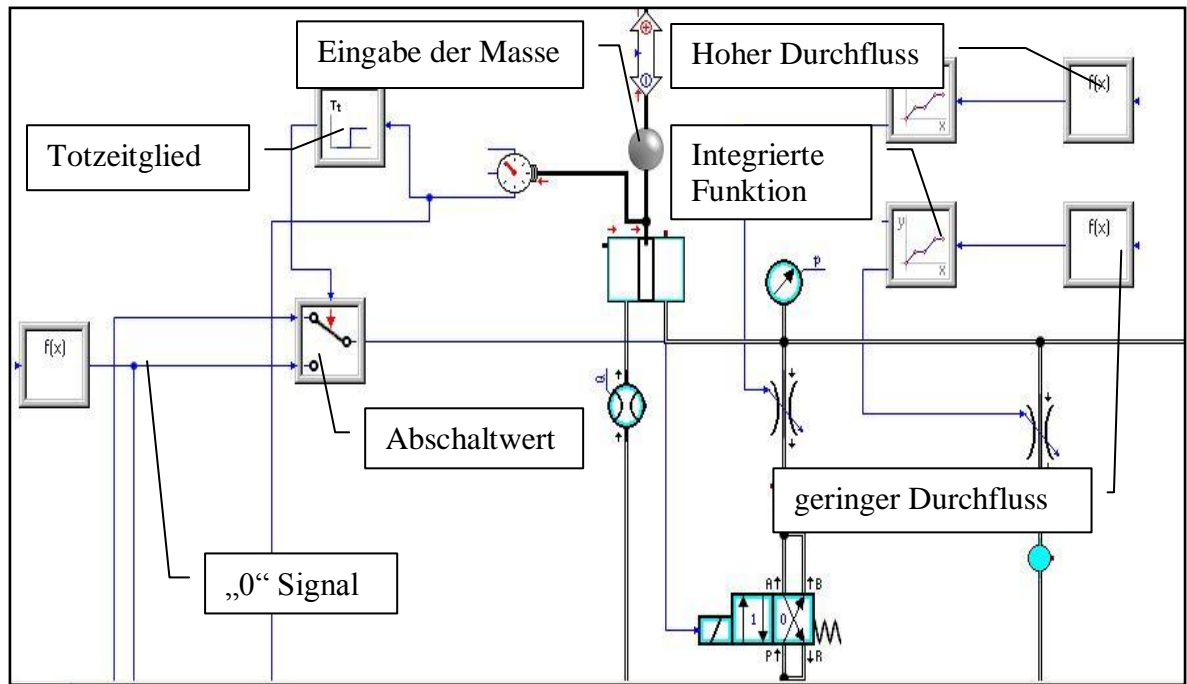 Eingabe der Masse
Hoher Durchfluss
f(x)
x
Tt
Totzeitglied
Integrierte
Funktion
y
x
f(x)
p
f(x)
Q
Abschaltwert
geringer Durchfluss
„0“ Signal
A B
1 0
P R